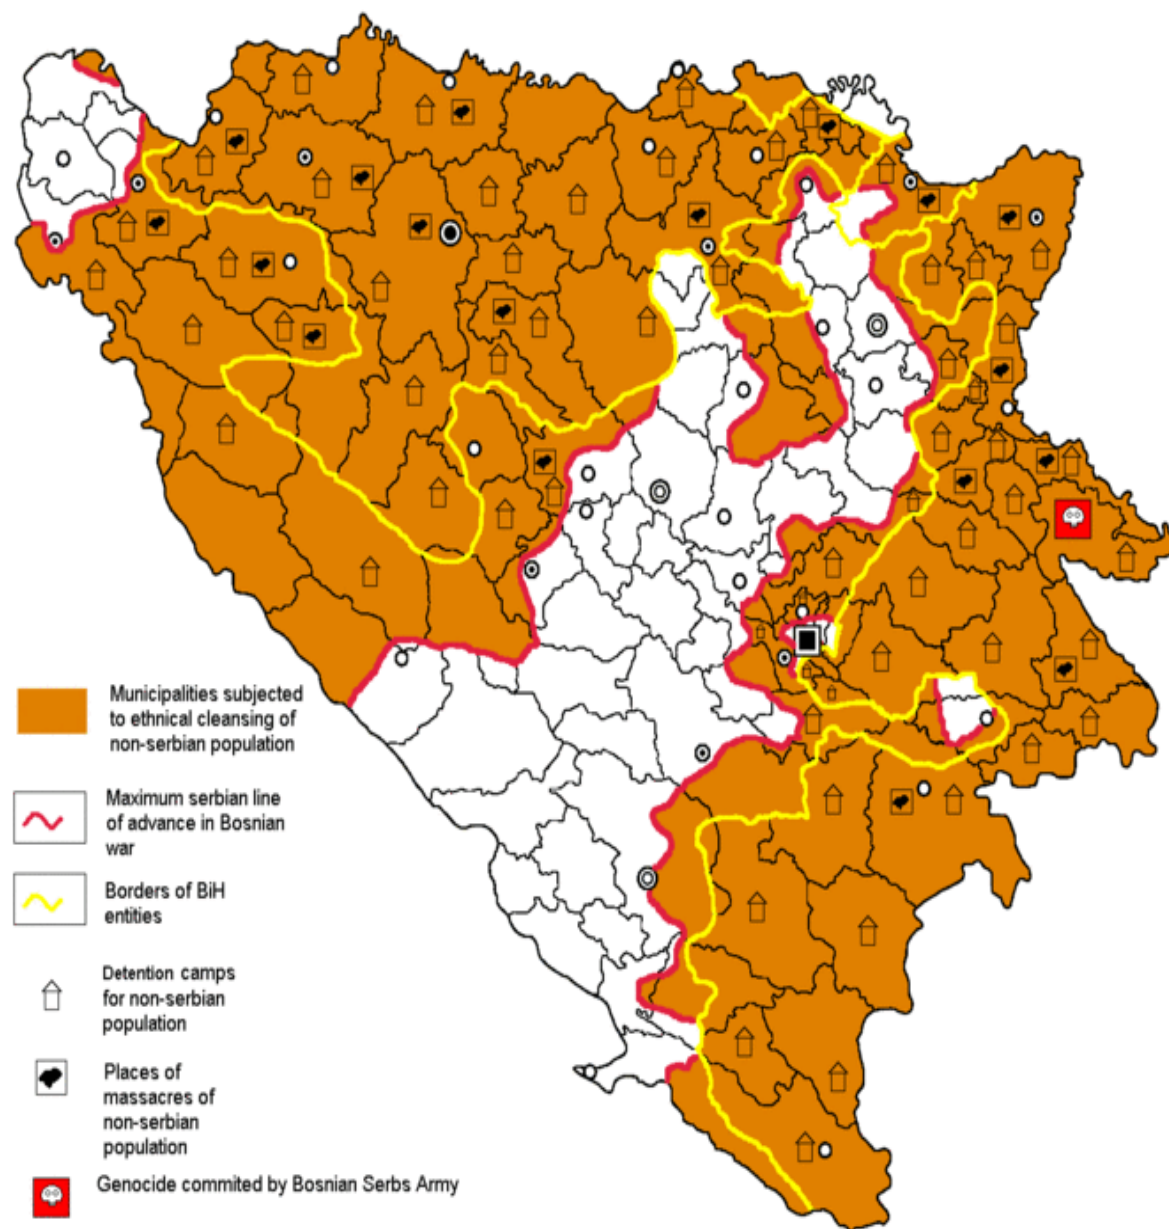 Municipalities subjected
to ethnical cleansing of
non-serbian population
Maximum serbian line
of advance in Bosnian
war
Borders of BiH
entities
Detention camps
for non-serbian
population
Places of
massacres of
non-serbian
population
Genocide commited by Bosnian Serbs Army